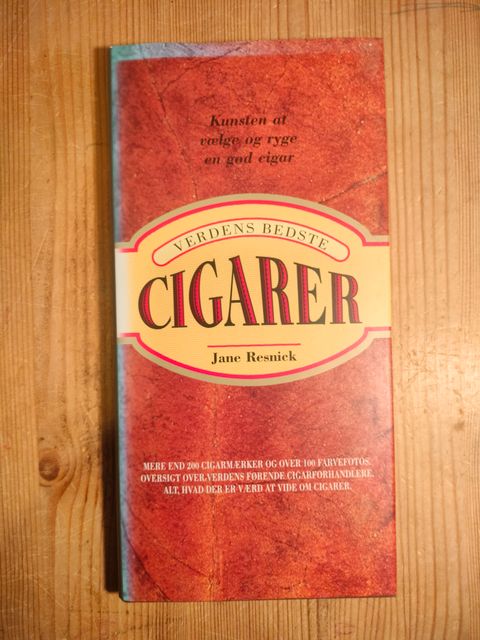 Kunsten at
vælge og ryge
en god cigar
VERDENS BEDSTE
CIGARER
Jane Resnick
MERE END 200 CIGARMÆRKER OG OVER 100 FARVEFOTOS.
OVERSIGT OVER VERDENS FØRENDE CIGARFORHANDLERE.
ALT, HVAD DER ER VÆRD AT VIDE OM CIGARER.